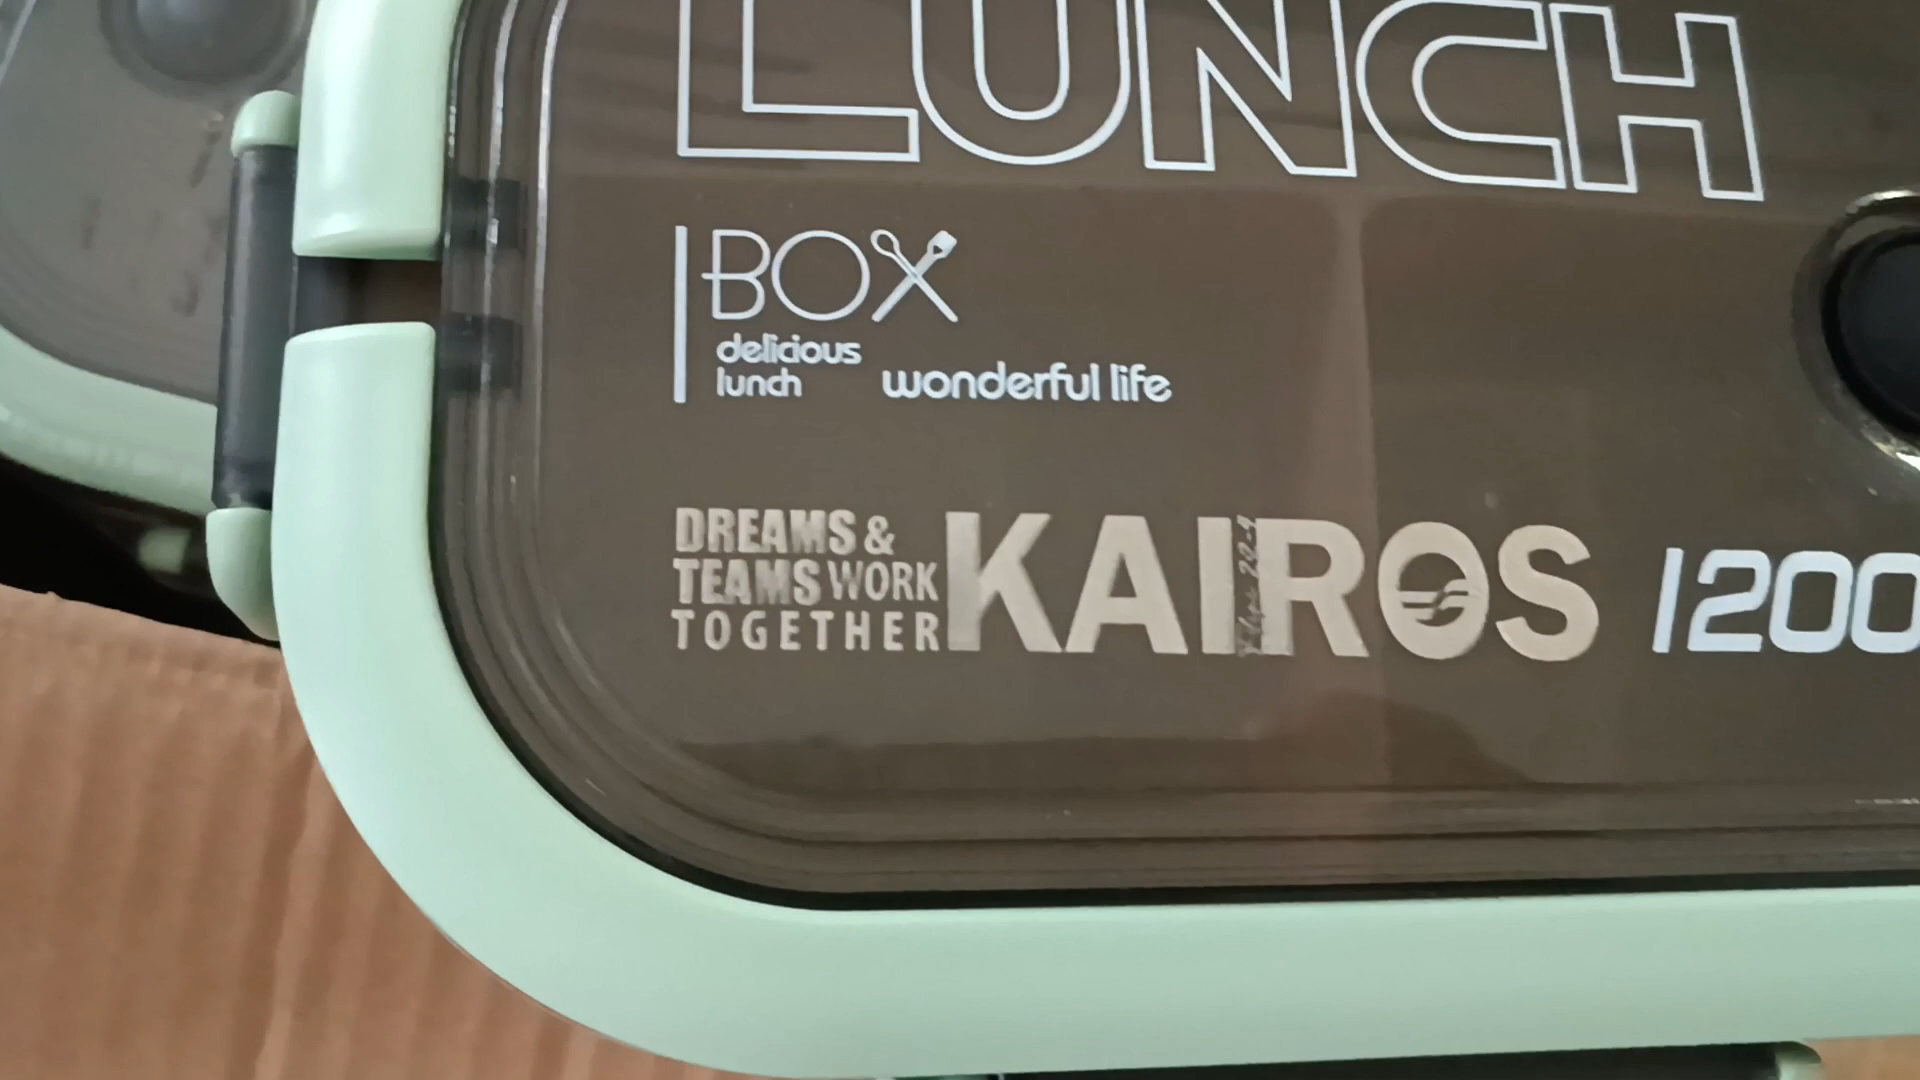 LUNCH
BOX
delicious
lunch wonderful life
DREAMS &
TEAMS WORK
TOGETHER
KAIROS
1200